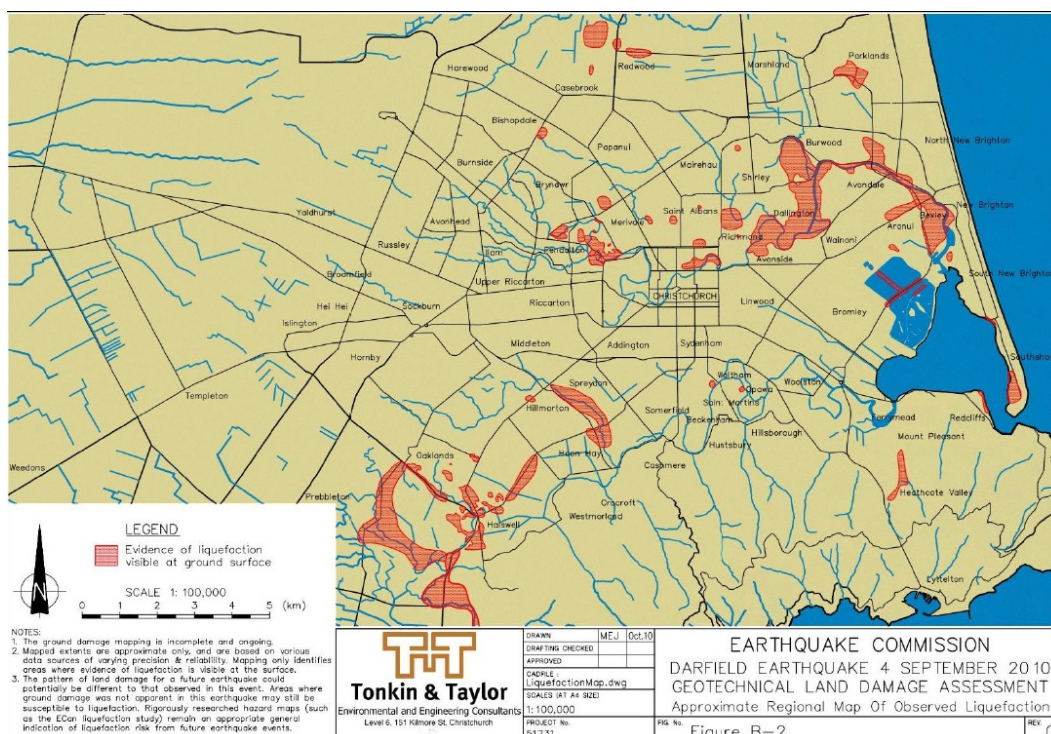 Parklands
Redwood
Marshland
Harewood
Casebrook
Bishopdale
North New Brighton
Burwood
Papanui
Mairehau
Burnside
Shirley
Bryndwr
Avondale
Yaldhurst
Avonhead
Merivale
Saint Albans
Dallington
New Brighton
Bexley
Aranui
Russley
Ilam
Fendalton
Richmond
Wainoni
Avonside
Broomfield
Upper Riccarton
South New Brighton
Hei Hei
Sockburn
Riccarton
CHRISTCHURCH
Linwood
Bromley
Islington
Middleton
Addington
Sydenham
Hornby
Southshore
Templeton
Spreydon
Waltham
Opawa
Woolston
Hillmorton
Somerfield
Saint Martins
Beckenham
Hillsborough
Ferrymead
Redcliffs
Mount Pleasant
Huntsbury
Oaklands
Hoon Hay
Cashmere
Weedons
Heathcote Valley
Prebbleton
Cracroft
Westmorland
Halswell
Lyttelton
LEGEND
Evidence of liquefaction
visible at ground surface
N
SCALE 1: 100,000
0 1 2 3 4 5 (km)
NOTES:
1. The ground damage mapping is incomplete and ongoing.
2. Mapped extents are approximate only, and are based on various
data sources of varying precision & reliability. Mapping only identifies
areas where evidence of liquefaction is visible at the surface.
3. The pattern of land damage for a future earthquake could
potentially be different to that observed in this event. Areas where
ground damage was not apparent in this earthquake may still be
susceptible to liquefaction. Rigorously researched hazard maps (such
as the ECan liquefaction study) remain an appropriate general
indication of liquefaction risk from future earthquake events.
Tonkin & Taylor
Environmental and Engineering Consultants
Level 6, 151 Kilmore St, Christchurch
DRAWN MEJ Oct.10
DRAFTING CHECKED
APPROVED
CADFILE :
LiquefactionMap.dwg
SCALES (AT A4 SIZE)
1: 100,000
PROJECT No.
51731
EARTHQUAKE COMMISSION
DARFIELD EARTHQUAKE 4 SEPTEMBER 2010
GEOTECHNICAL LAND DAMAGE ASSESSMENT
Approximate Regional Map Of Observed Liquefaction
FIG. No. Figure B-2
REV.